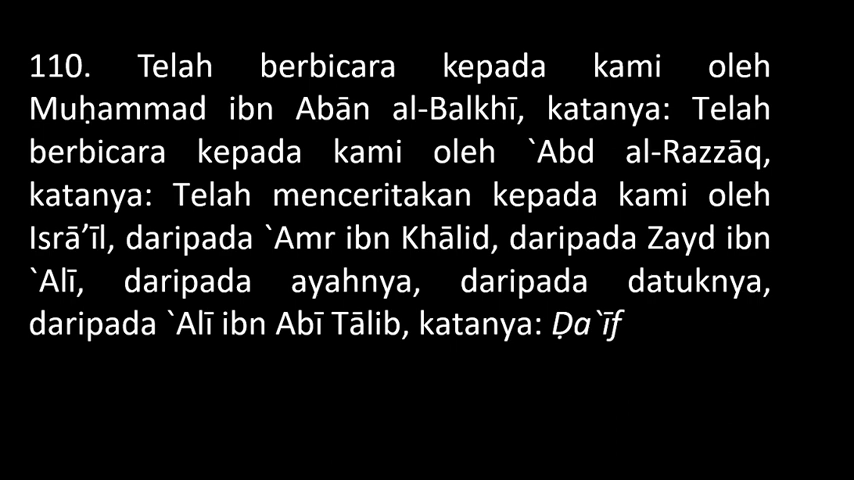 110. Telah berbicara kepada kami oleh
Muḥammad ibn Abān al-Balkhī, katanya: Telah
berbicara kepada kami oleh `Abd al-Razzāq,
katanya: Telah menceritakan kepada kami oleh
Isrā’īl, daripada `Amr ibn Khālid, daripada Zayd ibn
`Alī, daripada ayahnya, daripada datuknya,
daripada `Alī ibn Abī Tālib, katanya: Ḍa`īf